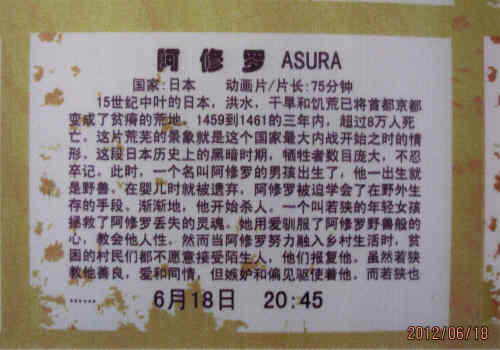 阿修罗 ASURA
国家:日本 动画片/片长:75分钟
15世纪中叶的日本，洪水，干旱和饥荒已将首都京都
变成了贫瘠的荒地。1459到1461的三年内，超过8万人死
亡。这片荒芜的景象就是这个国家最大内战开始之时的情
形，这段日本历史上的黑暗时期，牺牲者数目庞大，不忍
卒记。此时，一个名叫阿修罗的男孩出生了，他一出生就
是野兽，在婴儿时就被遗弃，阿修罗被迫学会了在野外生
存的手段。渐渐地，他开始杀人。一个叫若狭的年轻女孩
拯救了阿修罗丢失的灵魂，她用爱驯服了阿修罗野兽般的
心，教会他人性。然而当阿修罗努力融入乡村生活时，贫
困的村民们都不愿意接受陌生人，他们报复他。虽然若狭
教他善良，爱和同情，但嫉妒和偏见驱使着他，而若狭也
......
6月18日 20:45
2012/06/18